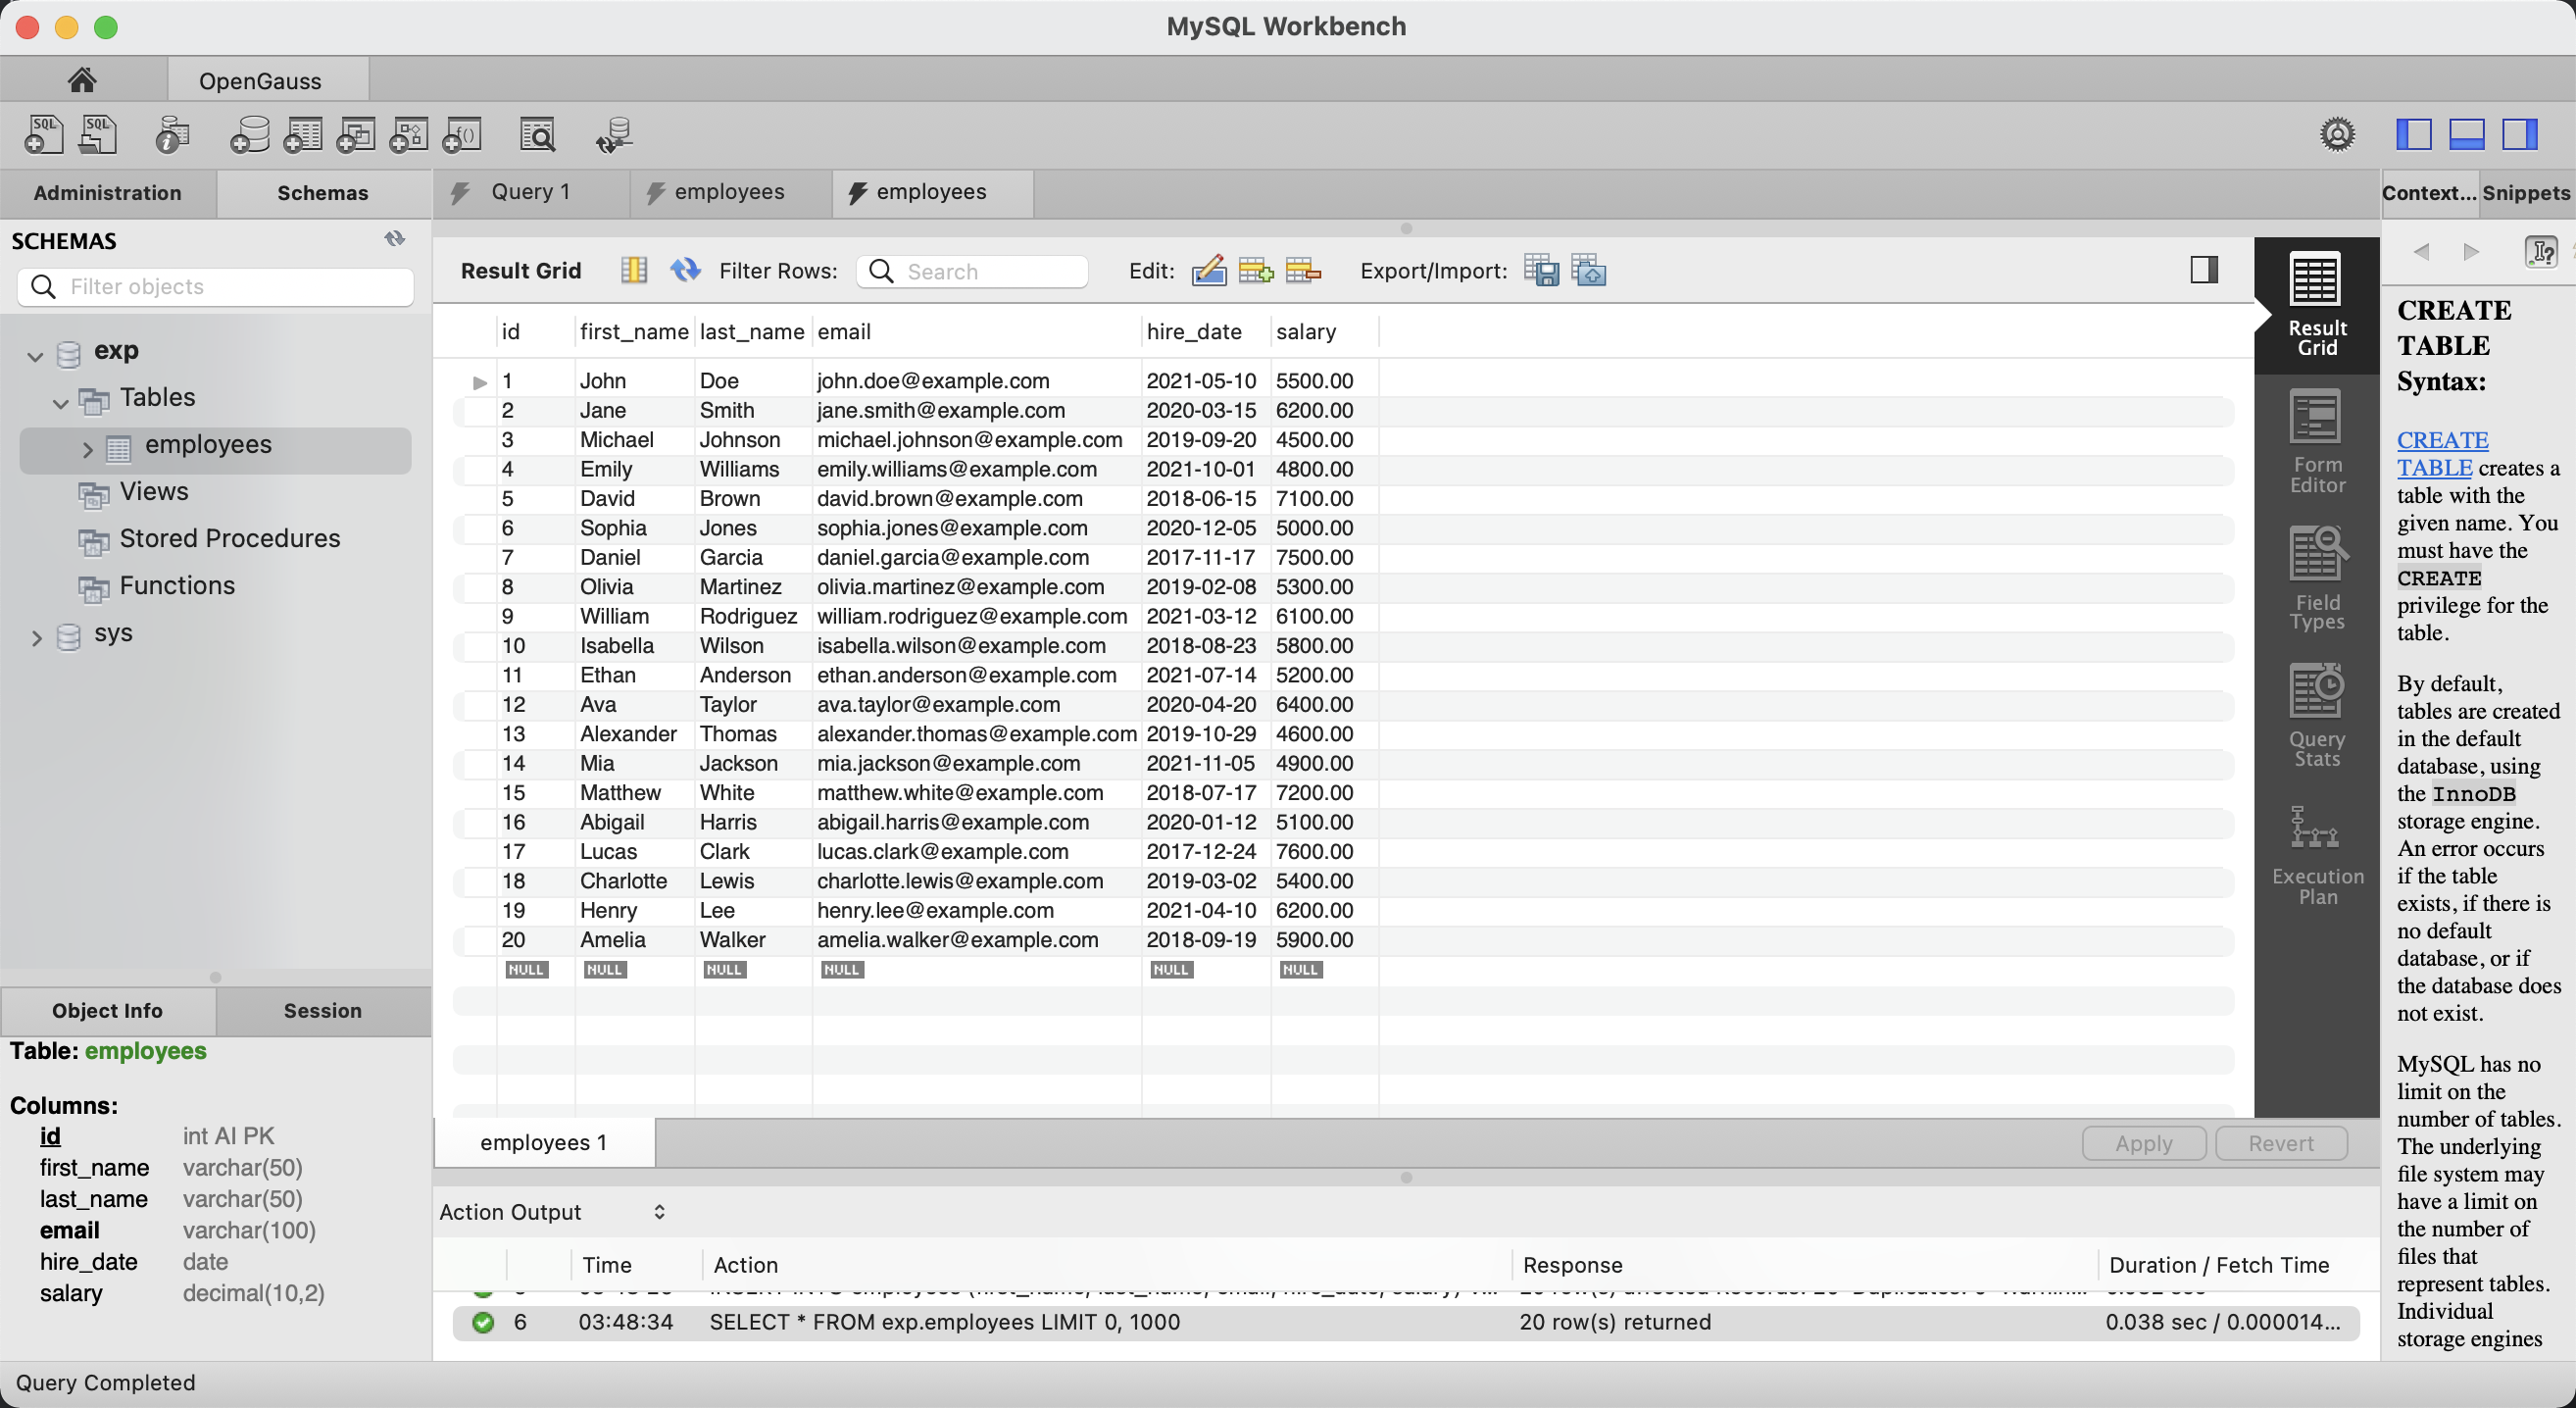 MySQL Workbench
OpenGauss
Administration Schemas
SCHEMAS
Filter objects
exp
Tables
employees
Views
Stored Procedures
Functions
sys
Object Info Session
Table: employees
Columns:
id int AI PK
first_name varchar(50)
last_name varchar(50)
email varchar(100)
hire_date date
salary decimal(10,2)
Query 1 employees employees
Result Grid Filter Rows: Search Edit: Export/Import:
id first_name last_name email hire_date salary
1 John Doe john.doe@example.com 2021-05-10 5500.00
2 Jane Smith jane.smith@example.com 2020-03-15 6200.00
3 Michael Johnson michael.johnson@example.com 2019-09-20 4500.00
4 Emily Williams emily.williams@example.com 2021-10-01 4800.00
5 David Brown david.brown@example.com 2018-06-15 7100.00
6 Sophia Jones sophia.jones@example.com 2020-12-05 5000.00
7 Daniel Garcia daniel.garcia@example.com 2017-11-17 7500.00
8 Olivia Martinez olivia.martinez@example.com 2019-02-08 5300.00
9 William Rodriguez william.rodriguez@example.com 2021-03-12 6100.00
10 Isabella Wilson isabella.wilson@example.com 2018-08-23 5800.00
11 Ethan Anderson ethan.anderson@example.com 2021-07-14 5200.00
12 Ava Taylor ava.taylor@example.com 2020-04-20 6400.00
13 Alexander Thomas alexander.thomas@example.com 2019-10-29 4600.00
14 Mia Jackson mia.jackson@example.com 2021-11-05 4900.00
15 Matthew White matthew.white@example.com 2018-07-17 7200.00
16 Abigail Harris abigail.harris@example.com 2020-01-12 5100.00
17 Lucas Clark lucas.clark@example.com 2017-12-24 7600.00
18 Charlotte Lewis charlotte.lewis@example.com 2019-03-02 5400.00
19 Henry Lee henry.lee@example.com 2021-04-10 6200.00
20 Amelia Walker amelia.walker@example.com 2018-09-19 5900.00
NULL NULL NULL NULL NULL NULL
Result
Grid
Form
Editor
Field
Types
Query
Stats
Execution
Plan
employees 1 Apply Revert
Action Output
Time Action Response Duration / Fetch Time
6 03:48:34 SELECT * FROM exp.employees LIMIT 0, 1000 20 row(s) returned 0.038 sec / 0.000014...
Context... Snippets
CREATE
TABLE
Syntax:
CREATE
TABLE creates a
table with the
given name. You
must have the
CREATE
privilege for the
table.
By default,
tables are created
in the default
database, using
the InnoDB
storage engine.
An error occurs
if the table
exists, if there is
no default
database, or if
the database does
not exist.
MySQL has no
limit on the
number of tables.
The underlying
file system may
have a limit on
the number of
files that
represent tables.
Individual
storage engines
Query Completed